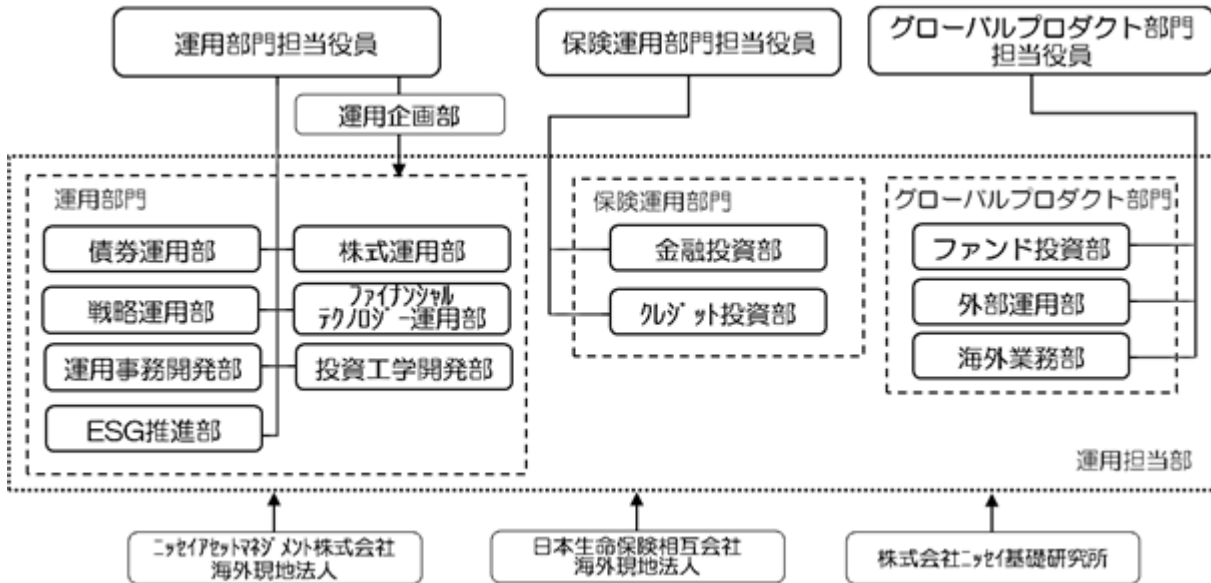 運用部門担当役員
保険運用部門担当役員
グローバルプロダクト部門
担当役員
運用企画部
運用部門
債券運用部
株式運用部
戦略運用部
ファイナンシャル
テクノロジー運用部
運用事務開発部
投資工学開発部
ESG推進部
保険運用部門
金融投資部
クレジット投資部
グローバルプロダクト部門
ファンド投資部
外部運用部
海外業務部
運用担当部
ニッセイアセットマネジメント株式会社
海外現地法人
日本生命保険相互会社
海外現地法人
株式会社ニッセイ基礎研究所